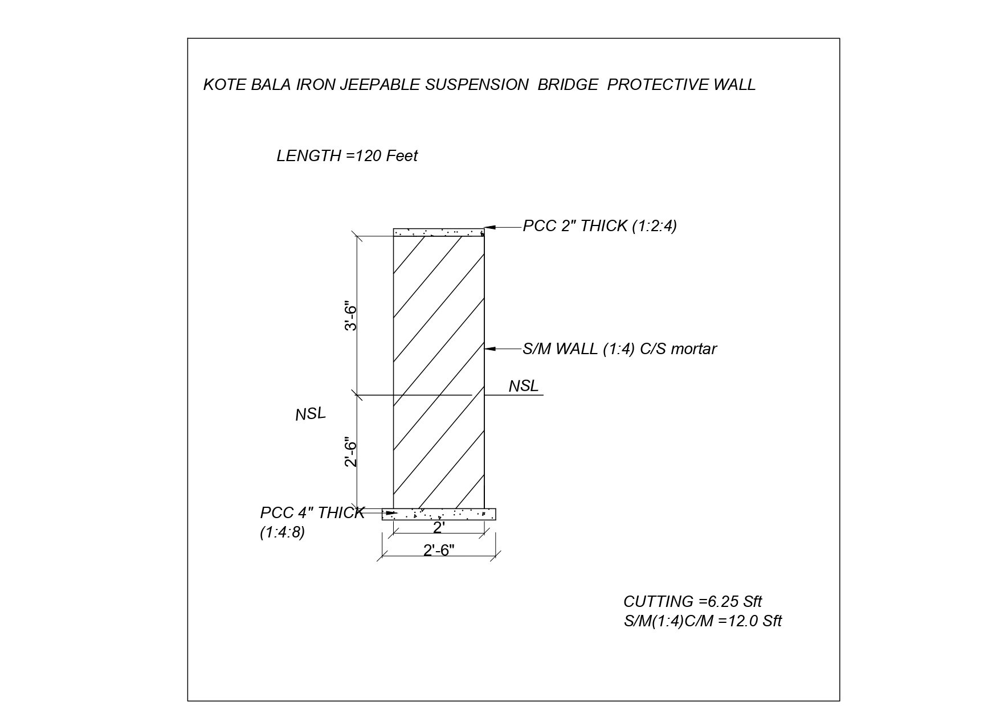 KOTE BALA IRON JEEPABLE SUSPENSION BRIDGE PROTECTIVE WALL
LENGTH =120 Feet
PCC 2" THICK (1:2:4)
3'-6"
S/M WALL (1:4) C/S mortar
NSL
NSL
2'-6"
PCC 4" THICK
(1:4:8)
2'
2'-6"
CUTTING =6.25 Sft
S/M(1:4)C/M =12.0 Sft